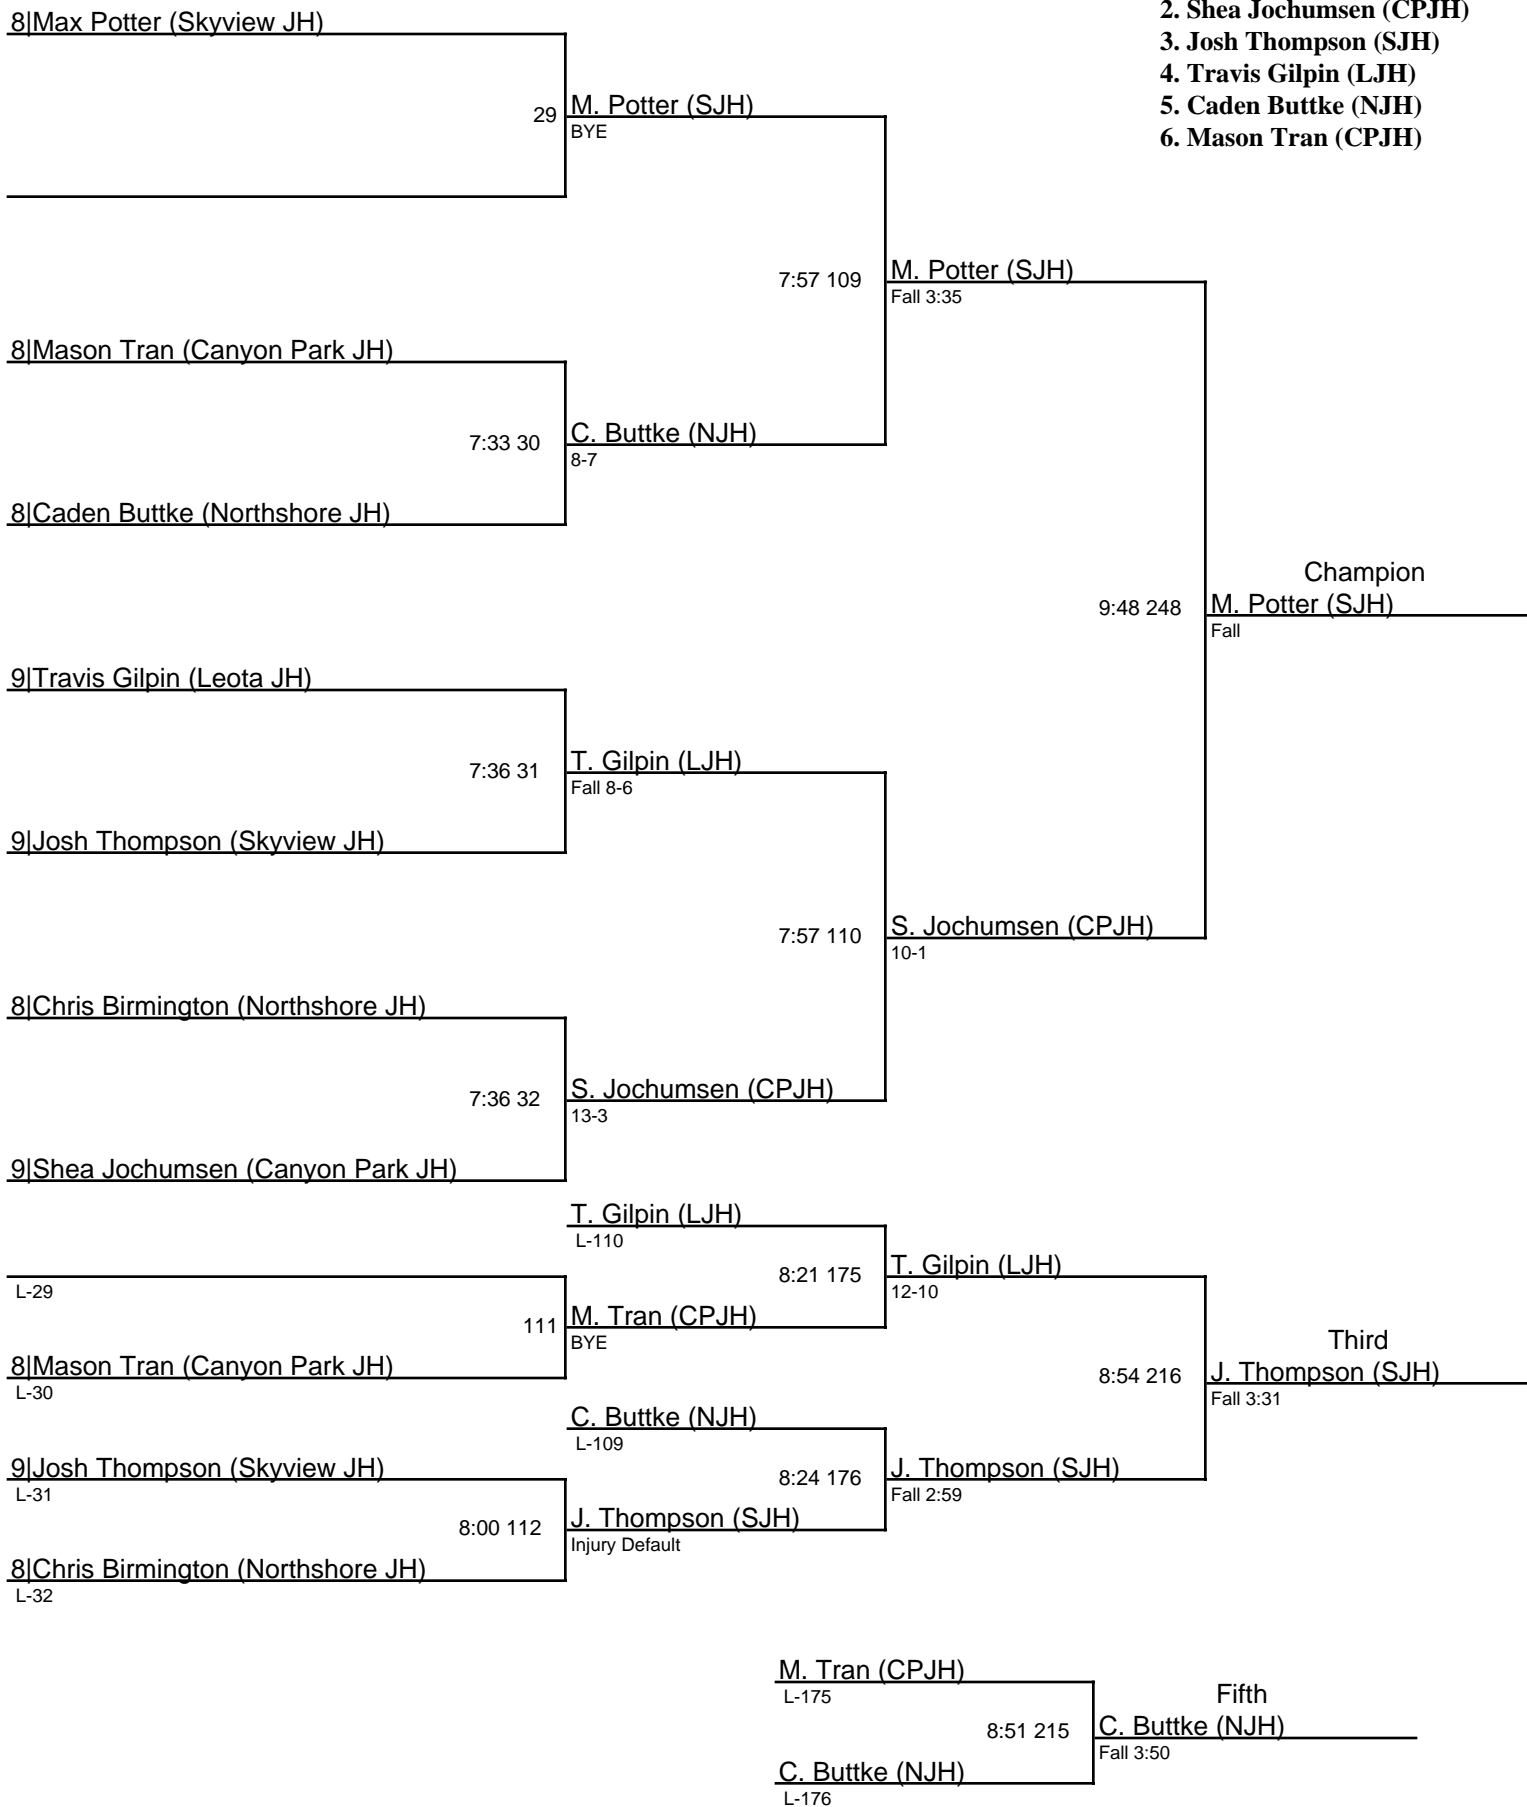 8|Max Potter (Skyview JH)
2. Shea Jochumsen (CPJH)
3. Josh Thompson (SJH)
4. Travis Gilpin (LJH)
5. Caden Buttke (NJH)
6. Mason Tran (CPJH)
29
M. Potter (SJH)
BYE
7:57 109
M. Potter (SJH)
Fall 3:35
8|Mason Tran (Canyon Park JH)
7:33 30
C. Buttke (NJH)
8-7
8|Caden Buttke (Northshore JH)
Champion
9:48 248
M. Potter (SJH)
Fall
9|Travis Gilpin (Leota JH)
7:36 31
T. Gilpin (LJH)
Fall 8-6
9|Josh Thompson (Skyview JH)
7:57 110
S. Jochumsen (CPJH)
10-1
8|Chris Birmington (Northshore JH)
7:36 32
S. Jochumsen (CPJH)
13-3
9|Shea Jochumsen (Canyon Park JH)
T. Gilpin (LJH)
L-110
8:21 175
T. Gilpin (LJH)
12-10
L-29
111
M. Tran (CPJH)
BYE
8|Mason Tran (Canyon Park JH)
L-30
Third
8:54 216
J. Thompson (SJH)
Fall 3:31
C. Buttke (NJH)
L-109
9|Josh Thompson (Skyview JH)
L-31
8:24 176
J. Thompson (SJH)
Fall 2:59
8:00 112
J. Thompson (SJH)
Injury Default
8|Chris Birmington (Northshore JH)
L-32
M. Tran (CPJH)
L-175
Fifth
8:51 215
C. Buttke (NJH)
Fall 3:50
C. Buttke (NJH)
L-176